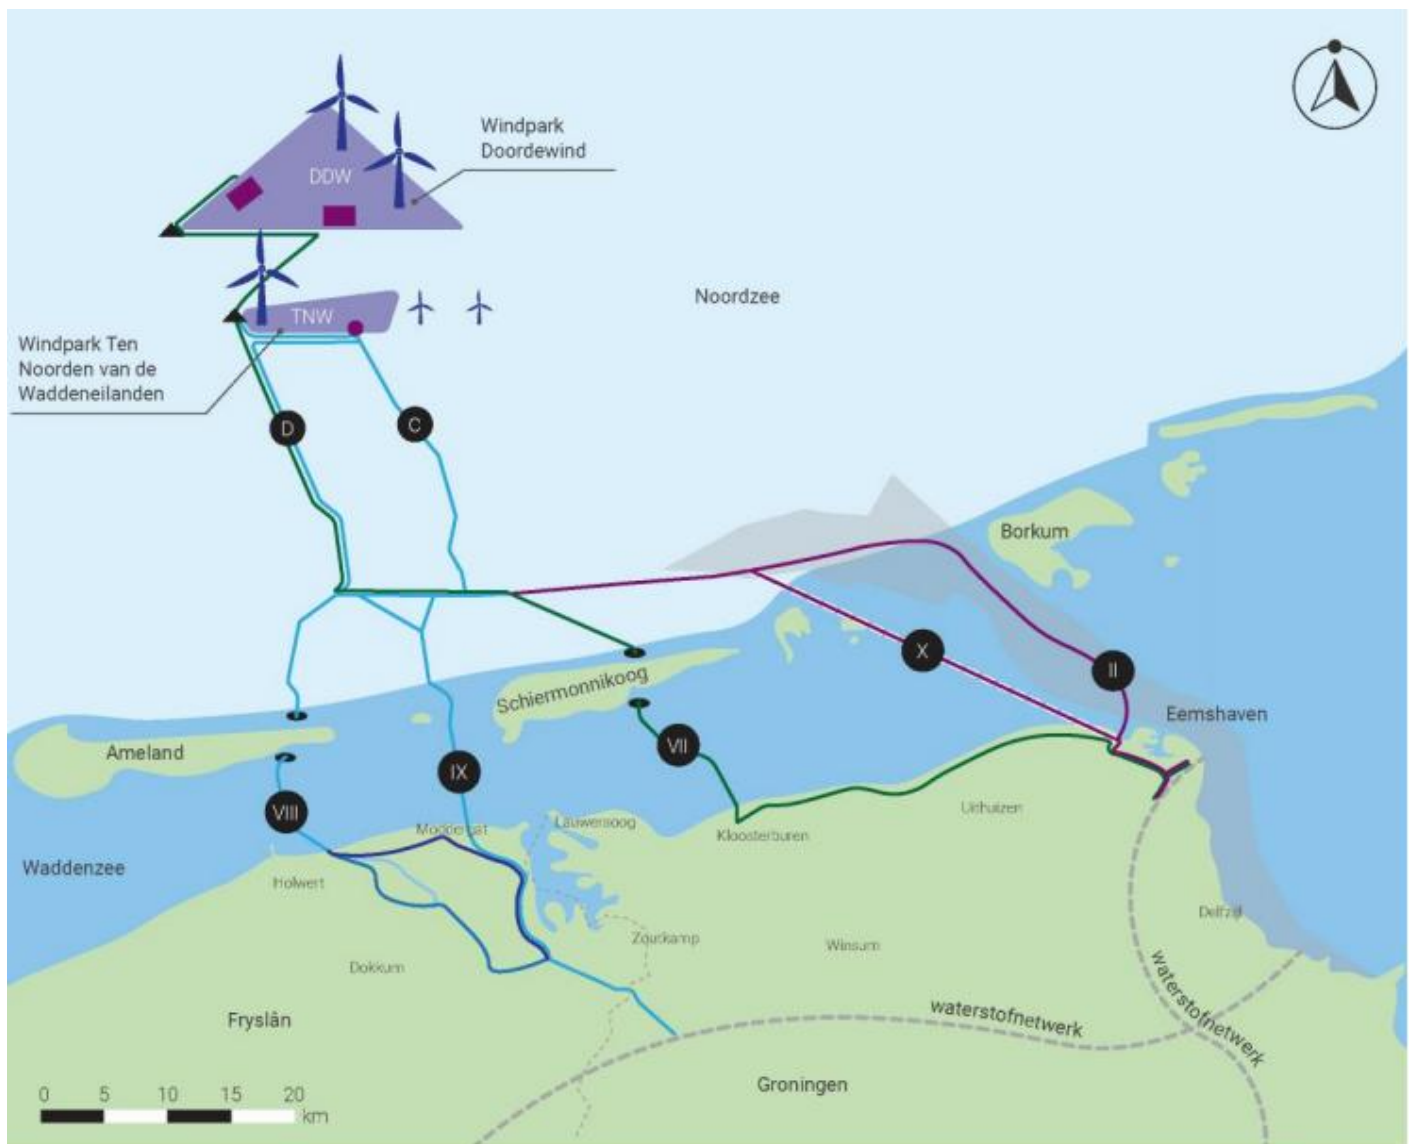 Windpark
Doordewind
DDW
Noordzee
TNW
Windpark Ten
Noorden van de
Waddeneilanden
D
C
Borkum
X
II
Schiermonnikoog
Eemshaven
Ameland
VII
IX
VIII
Uithuizen
Moddergat
Lauwersoog
Kloosterburen
Waddenzee
Holwert
Delfzijl
Zoutkamp
Winsum
Dokkum
waterstofnetwerk
waterstofnetwerk
Fryslân
Groningen
0 5 10 15 20
km